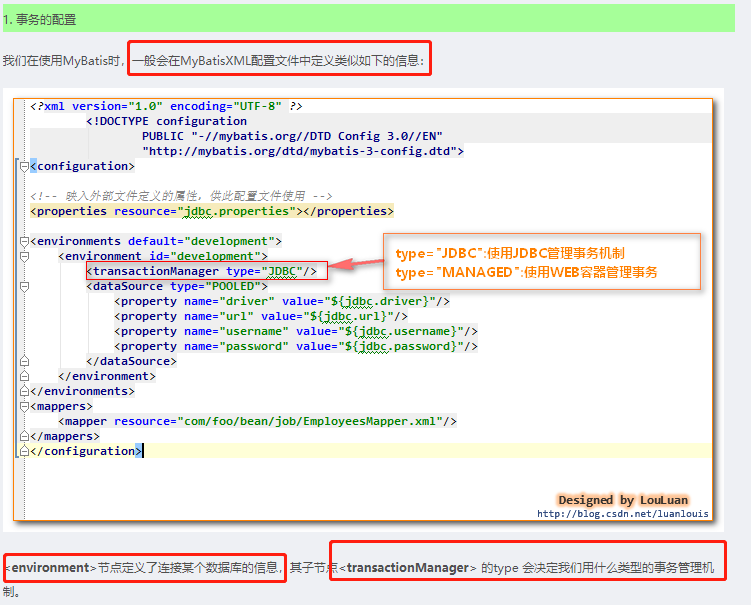 1. 事务的配置
我们在使用MyBatis时，一般会在MyBatisXML配置文件中定义类似如下的信息：
<?xml version="1.0" encoding="UTF-8" ?>
<!DOCTYPE configuration
PUBLIC "-//mybatis.org//DTD Config 3.0//EN"
"http://mybatis.org/dtd/mybatis-3-config.dtd">
<configuration>
<!-- 映入外部文件定义的属性，供此配置文件使用 -->
<properties resource="jdbc.properties"></properties>
<environments default="development">
<environment id="development">
<transactionManager type="JDBC"/>
type="JDBC":使用JDBC管理事务机制
type="MANAGED":使用WEB容器管理事务
<dataSource type="POOLED">
<property name="driver" value="${jdbc.driver}"/>
<property name="url" value="${jdbc.url}"/>
<property name="username" value="${jdbc.username}"/>
<property name="password" value="${jdbc.password}"/>
</dataSource>
</environment>
</environments>
<mappers>
<mapper resource="com/foo/bean/job/EmployeesMapper.xml"/>
</mappers>
</configuration>
Designed by LouLuan
http://blog.csdn.net/luanlouis
<environment>节点定义了连接某个数据库的信息，其子节点<transactionManager> 的type 会决定我们用什么类型的事务管理机
制。